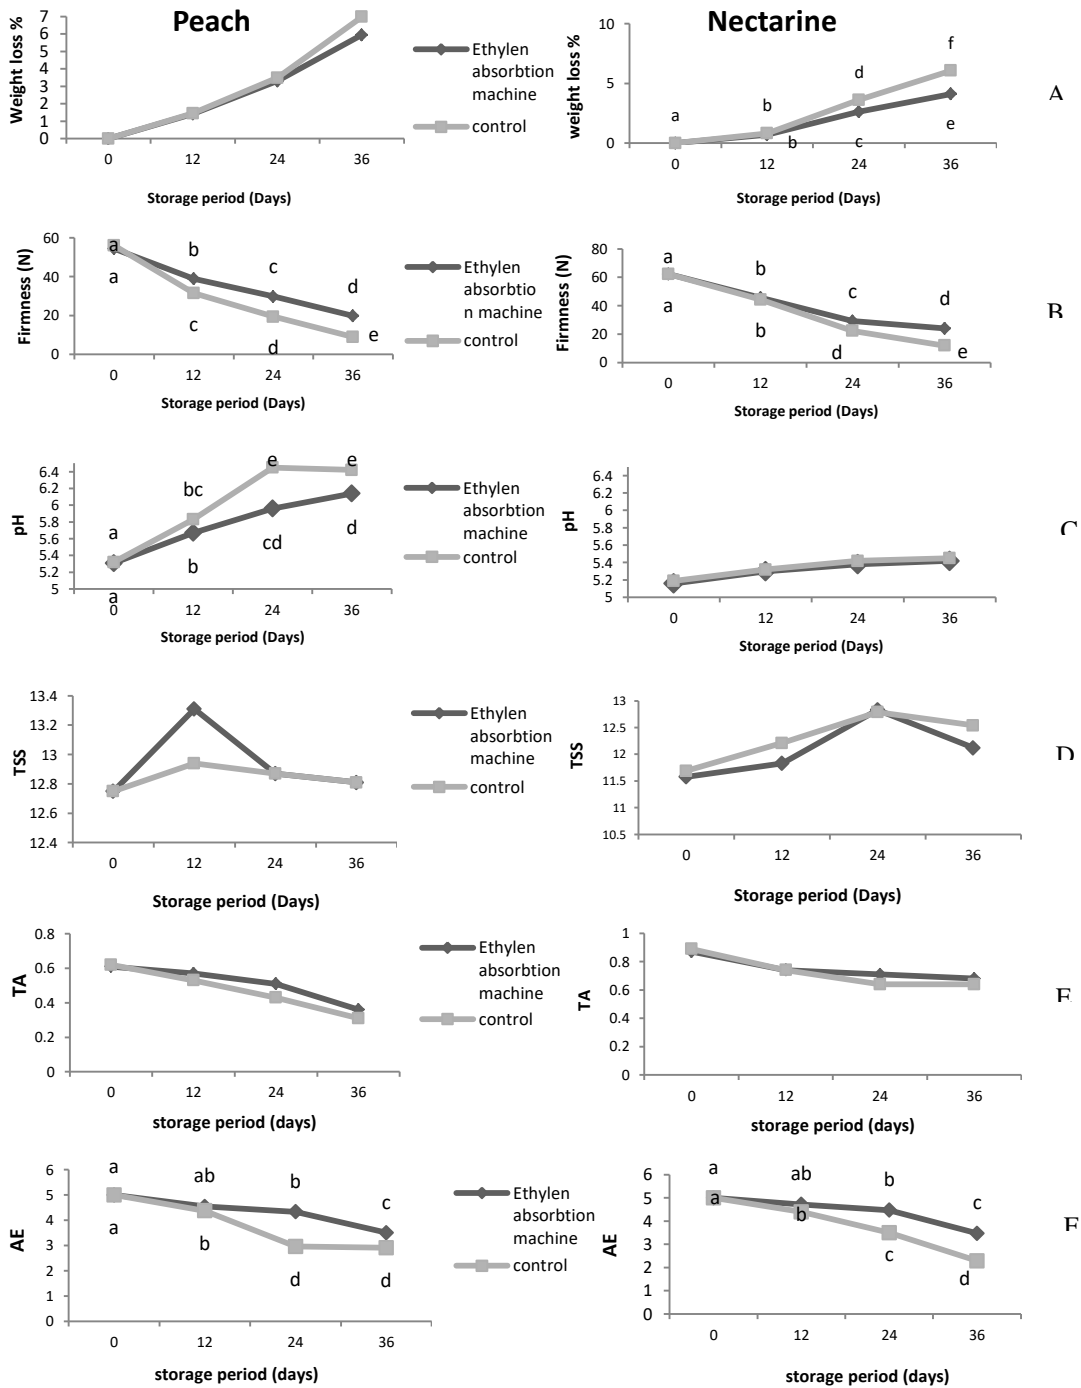 Peach
Nectarine
Weight loss %
7
6
5
4
3
2
1
0
0 12 24 36
Storage period (Days)
Ethylen
absorbtion
machine
control
weight loss %
10
5
0
a b d f
b c e
0 12 24 36
Storage period (Days)
A
Firmness (N)
60
40
20
0
a b c d
a c d e
0 12 24 36
Storage period (Days)
Ethylen
absorbtio
n machine
control
Firmness (N)
80
60
40
20
0
a b c d
a b d e
0 12 24 36
Storage period (Days)
B
pH
6.4
6.2
6
5.8
5.6
5.4
5.2
5
a bc e e
a b cd d
0 12 24 36
Storage period (Days)
Ethylen
absorbtion
machine
control
pH
6.4
6.2
6
5.8
5.6
5.4
5.2
5
0 12 24 36
Storage period (Days)
C
TSS
13.4
13.2
13
12.8
12.6
12.4
0 12 24 36
Storage period (Days)
Ethylen
absorbtion
machine
control
TSS
13
12.5
12
11.5
11
10.5
0 12 24 36
Storage period (Days)
D
TA
0.8
0.6
0.4
0.2
0
0 12 24 36
storage period (days)
Ethylen
absorbtion
machine
control
TA
1
0.8
0.6
0.4
0.2
0
0 12 24 36
storage period (days)
AE
6
5
4
3
2
1
0
a ab b c
a b d d
0 12 24 36
storage period (days)
Ethylen
absorbtion
machine
control
AE
6
5
4
3
2
1
0
a ab b c
a b c d
0 12 24 36
storage period (days)